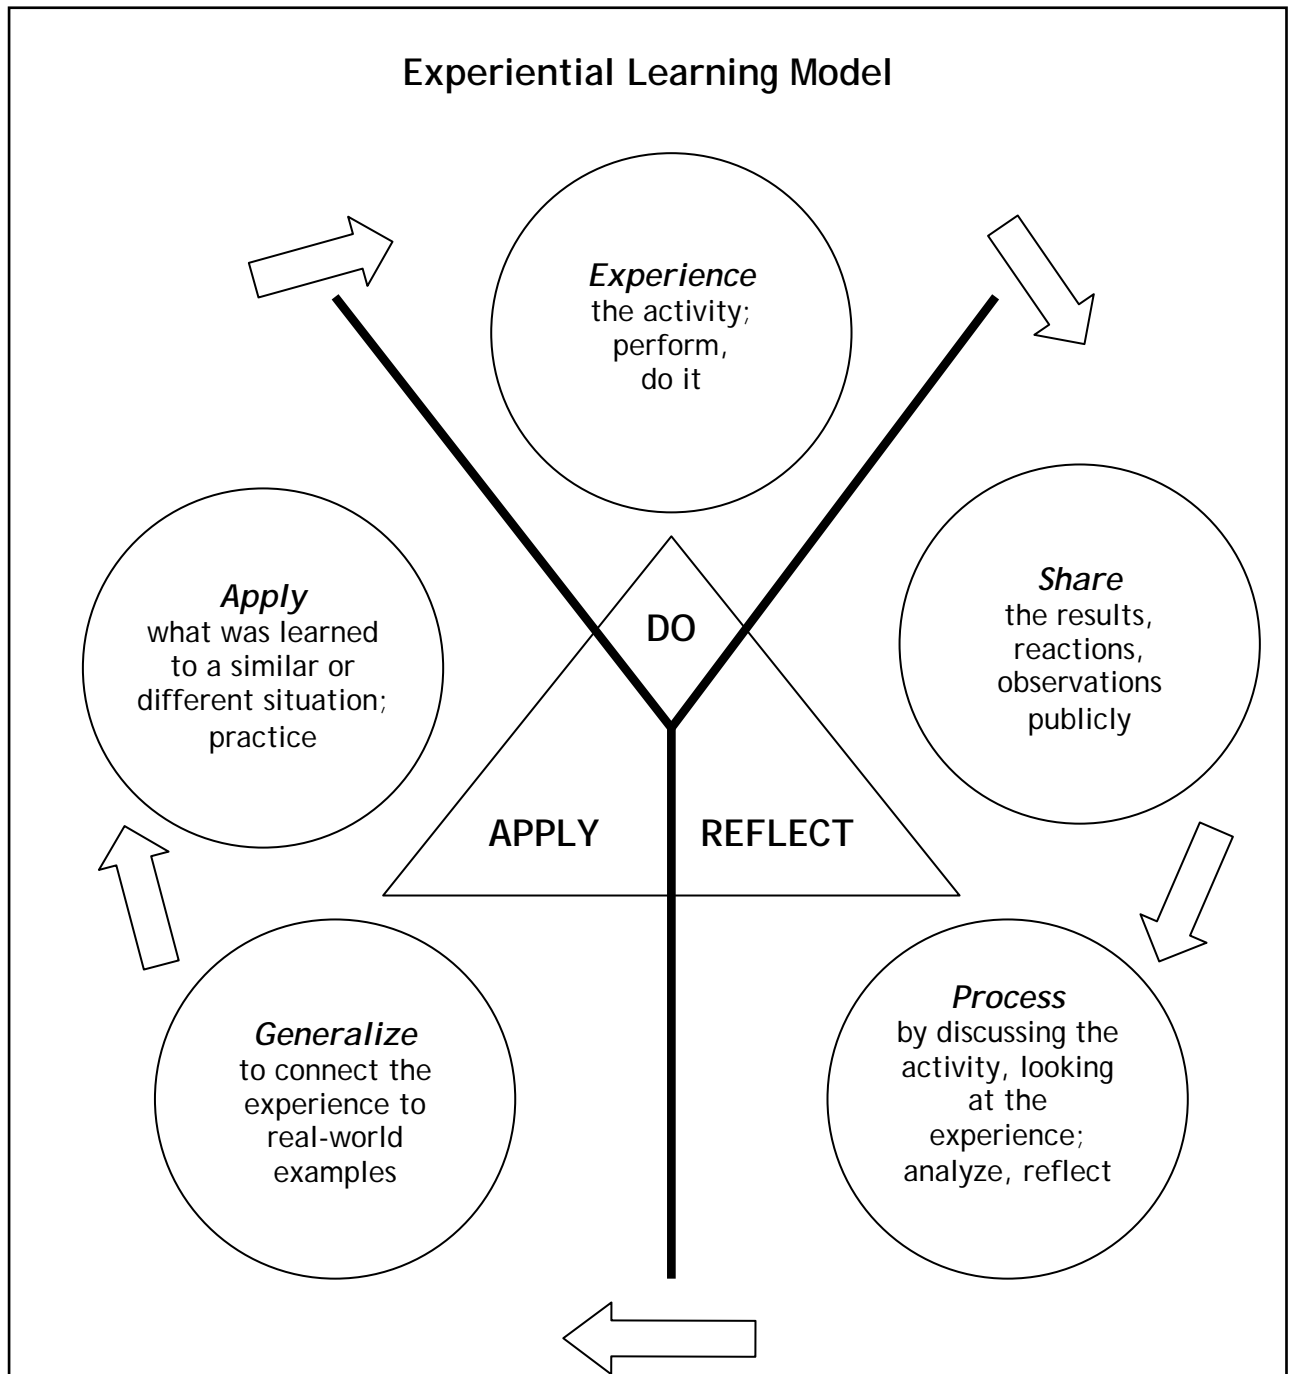 Experiential Learning Model
Experience
the activity;
perform,
do it
Share
the results,
reactions,
observations
publicly
Process
by discussing the
activity, looking
at the
experience;
analyze, reflect
Generalize
to connect the
experience to
real-world
examples
Apply
what was learned
to a similar or
different situation;
practice
DO
APPLY
REFLECT